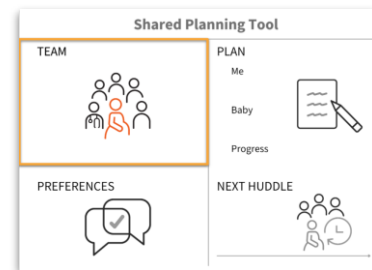 Shared Planning Tool
TEAM
PLAN
Me
Baby
Progress
PREFERENCES
NEXT HUDDLE